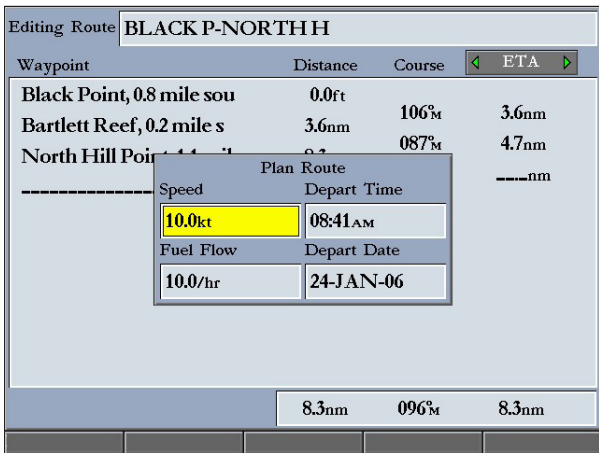 Editing Route BLACK P-NORTH H
Waypoint Distance Course ETA
Black Point, 0.8 mile sou 0.0ft
106°M 3.6nm
Bartlett Reef, 0.2 mile s 3.6nm
087°M 4.7nm
North Hill
__.__nm
Plan Route
Speed Depart Time
10.0kt 08:41AM
Fuel Flow Depart Date
10.0/hr 24-JAN-06
8.3nm 096°M 8.3nm